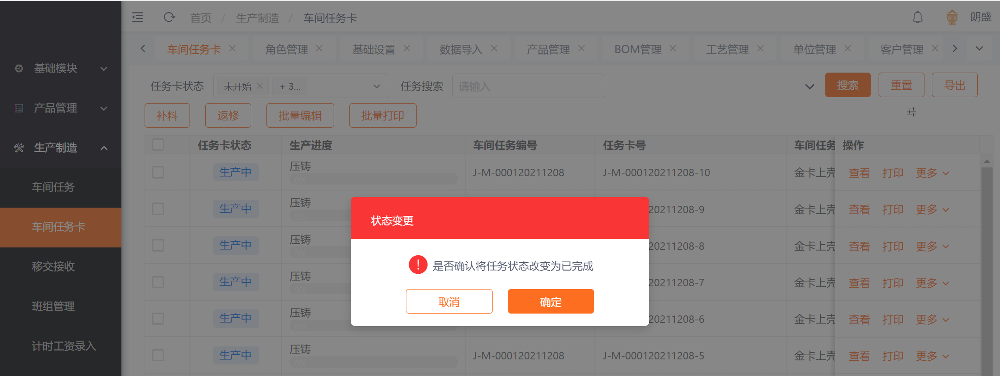 首页 / 生产制造 / 车间任务卡
朗盛
车间任务卡 角色管理 基础设置 数据导入 产品管理 BOM管理 工艺管理 单位管理 客户管理
基础模块
产品管理
生产制造
车间任务
车间任务卡
移交接收
班组管理
计时工资录入
任务卡状态 未开始 + 3... 任务搜索 请输入 搜索 重置 导出
补料 返修 批量编辑 批量打印
任务卡状态 生产进度 车间任务编号 任务卡号 车间任务 操作
生产中 压铸 0% J-M-000120211208 J-M-000120211208-10 金卡上壳 查看 打印 更多
生产中 压铸 0% 20211208-9 金卡上壳 查看 打印 更多
生产中 压铸 0% 20211208-8 金卡上壳 查看 打印 更多
生产中 压铸 0% 20211208-7 金卡上壳 查看 打印 更多
生产中 压铸 0% 20211208-6 金卡上壳 查看 打印 更多
生产中 压铸 0% J-M-000120211208 J-M-000120211208-5 金卡上壳 查看 打印 更多
状态变更
是否确认将任务状态改变为已完成
取消 确定